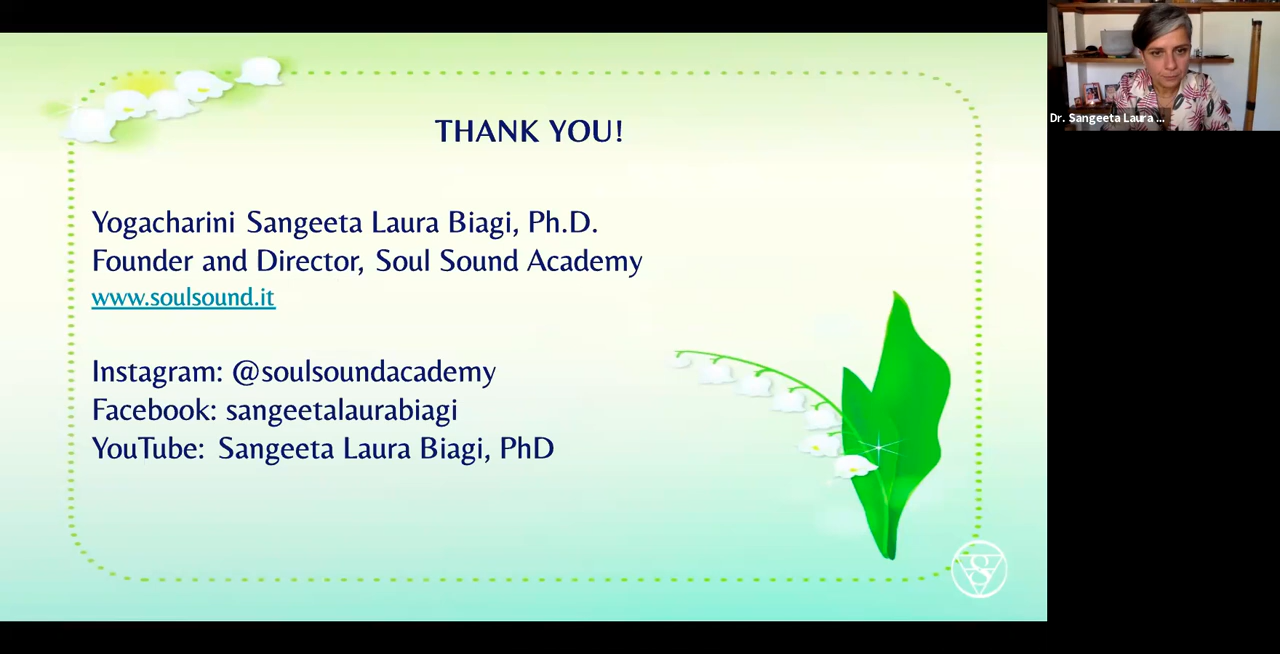 THANK YOU!
Yogacharini Sangeeta Laura Biagi, Ph.D.
Founder and Director, Soul Sound Academy
www.soulsound.it
Instagram: @soulsoundacademy
Facebook: sangeetalaurabiagi
YouTube: Sangeeta Laura Biagi, PhD
Dr. Sangeeta Laura ...